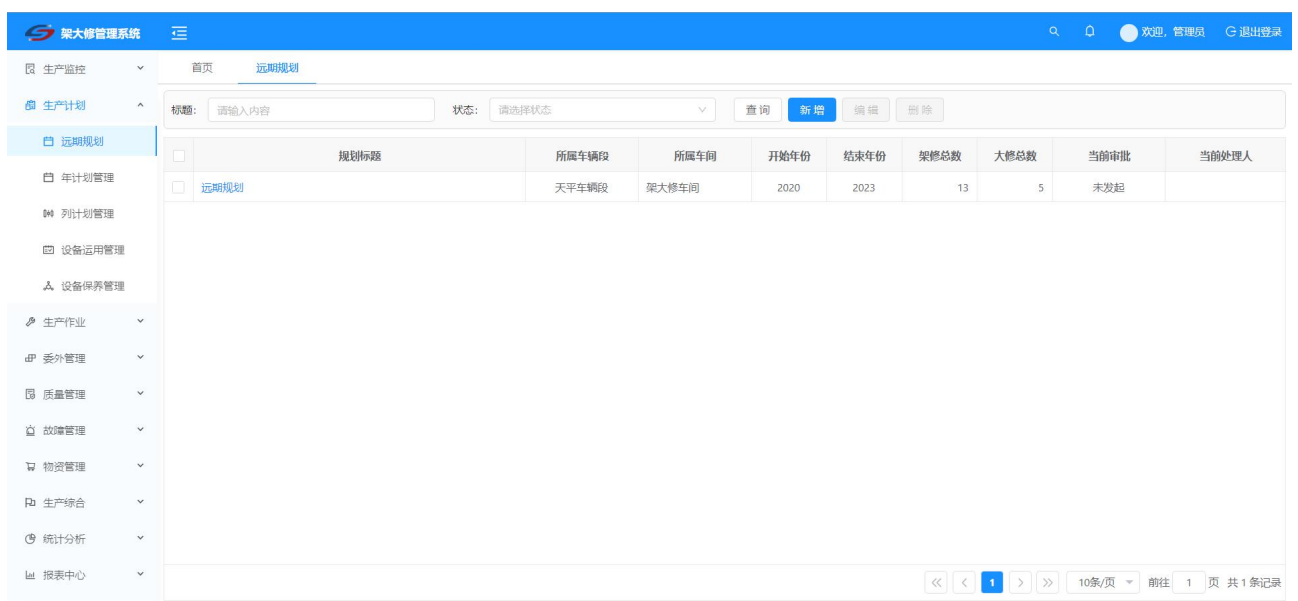 架大修管理系统
欢迎，管理员 退出登录
生产监控
生产计划
远期规划
年计划管理
列计划管理
设备运用管理
设备保养管理
生产作业
委外管理
质量管理
故障管理
物资管理
生产综合
统计分析
报表中心
首页 远期规划
标题： 请输入内容 状态： 请选择状态 查询 新增 编辑 删除
规划标题 所属车辆段 所属车间 开始年份 结束年份 架修总数 大修总数 当前审批 当前处理人
远期规划 天平车辆段 架大修车间 2020 2023 13 5 未发起
1 10条/页 前往 1 页 共 1 条记录